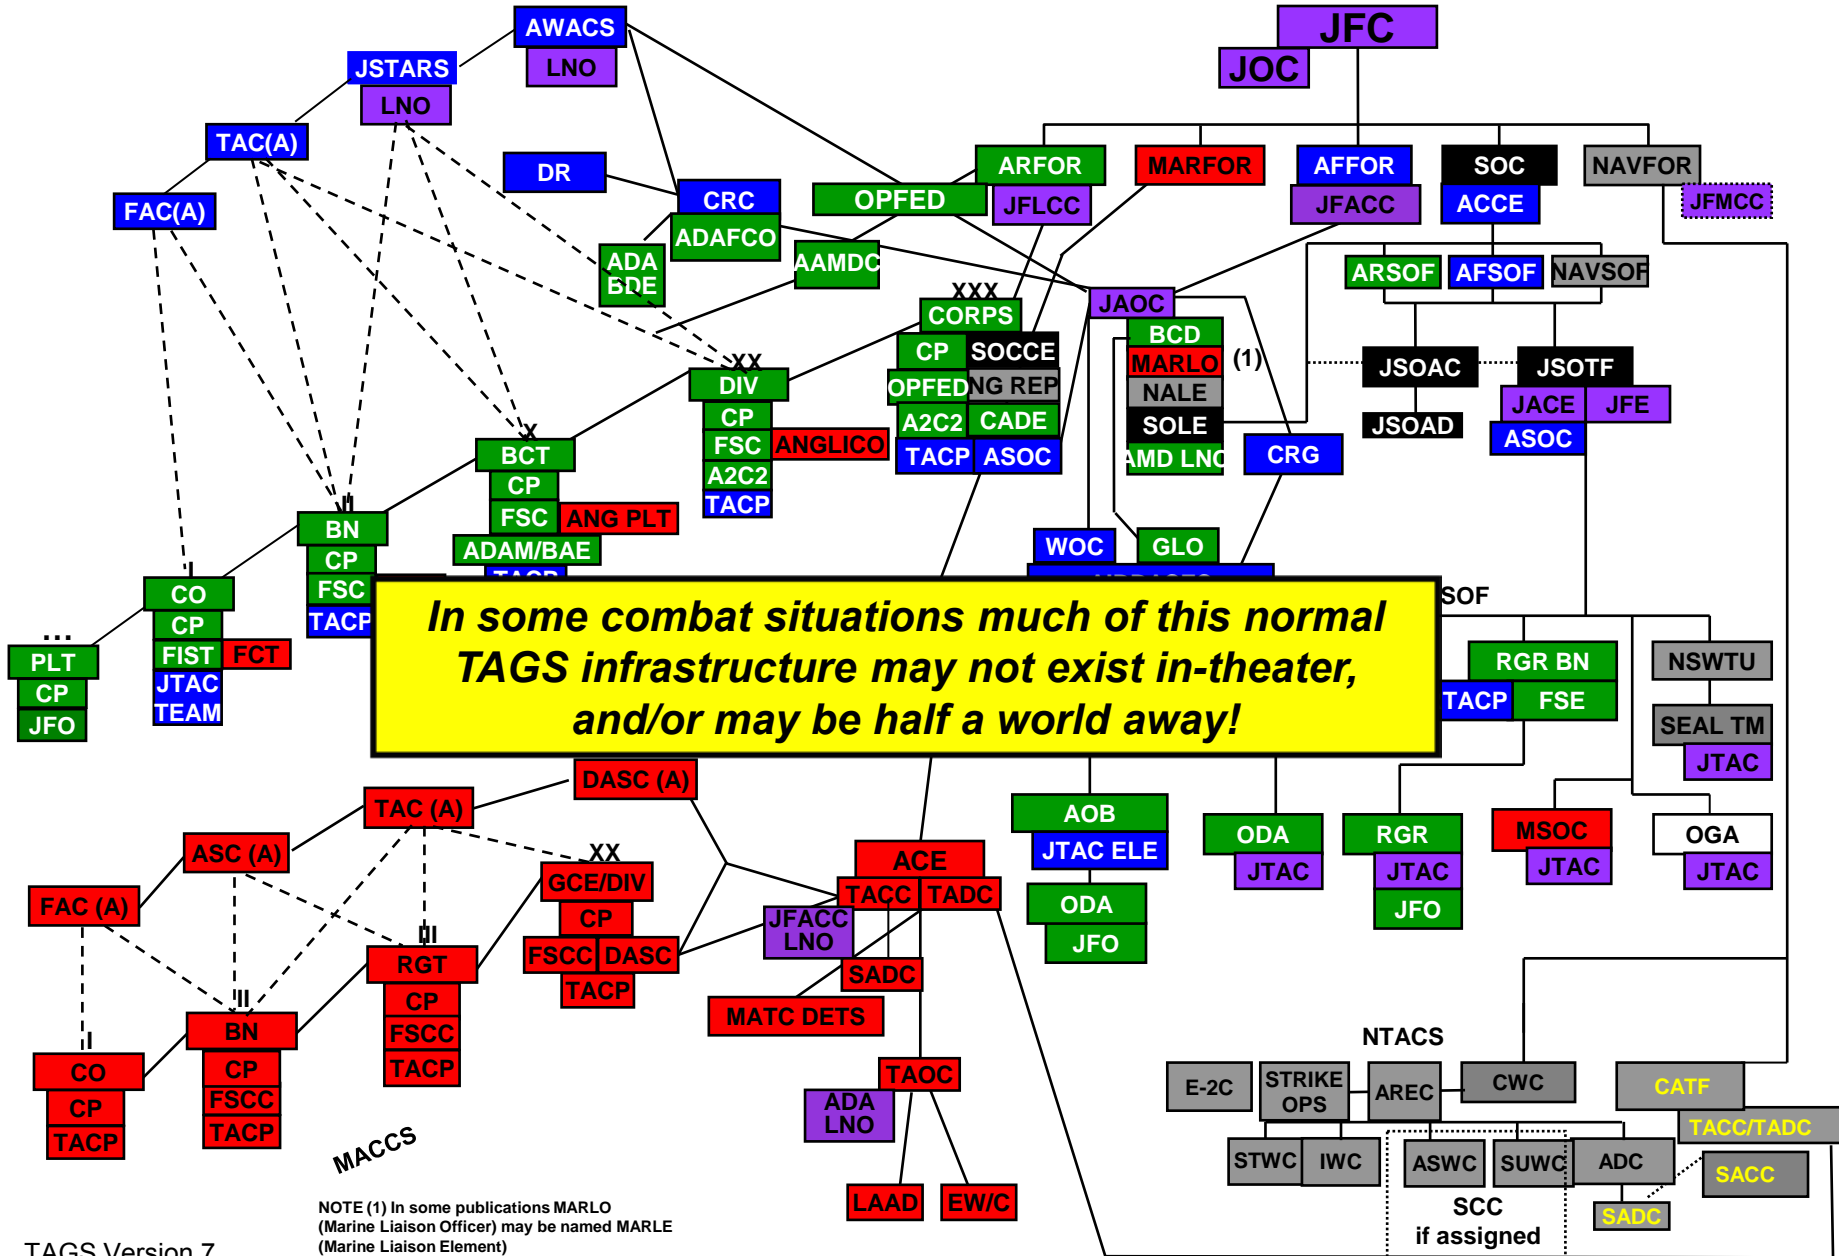 AWACS
LNO
JSTARS
LNO
TAC(A)
FAC(A)
DR
CRC
ADAFCO
ADA
BDE
OPFED
AAMDC
JFC
JOC
ARFOR
JFLCC
MARFOR
AFFOR
JFACC
SOC
ACCE
NAVFOR
JFMCC
ARSOF
AFSOF
NAVSOF
JSOAC
JSOAD
JSOTF
JACE
JFE
ASOC
JAOC
BCD
MARLO
(1)
NALE
SOLE
AMD LNO
CRG
WOC
GLO
XXX
CORPS
CP
SOCCE
OPFED
NG REP
A2C2
CADE
TACP
ASOC
XX
DIV
CP
FSC
ANGLICO
A2C2
TACP
X
BCT
CP
FSC
ANG PLT
ADAM/BAE
II
BN
CP
FSC
TACP
I
CO
CP
FIST
FCT
JTAC
TEAM
...
PLT
CP
JFO
In some combat situations much of this normal
TAGS infrastructure may not exist in-theater,
and/or may be half a world away!
SOF
RGR BN
TACP
FSE
NSWTU
SEAL TM
JTAC
AOB
JTAC ELE
ODA
JFO
ODA
JTAC
RGR
JTAC
JFO
MSOC
JTAC
OGA
JTAC
DASC (A)
TAC (A)
ASC (A)
FAC (A)
XX
GCE/DIV
CP
FSCC
DASC
TACP
III
RGT
CP
FSCC
TACP
II
BN
CP
FSCC
TACP
I
CO
CP
TACP
ACE
TACC
TADC
JFACC
LNO
SADC
MATC DETS
TAOC
ADA
LNO
LAAD
EW/C
MACCS
NTACS
E-2C
STRIKE
OPS
AREC
CWC
CATF
TACC/TADC
STWC
IWC
ASWC
SUWC
ADC
SACC
SADC
SCC
if assigned
NOTE (1) In some publications MARLO
(Marine Liaison Officer) may be named MARLE
(Marine Liaison Element)
TAGS Version 7